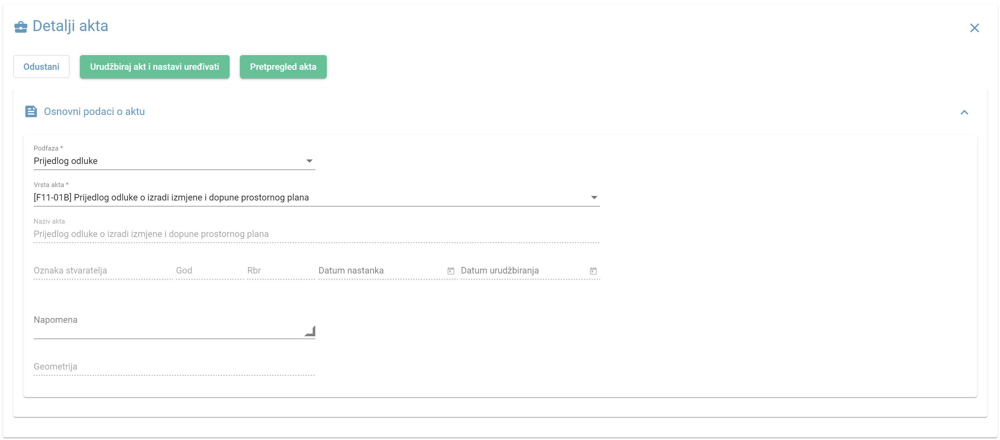 Detalji akta
Odustani
Urudžbiraj akt i nastavi uređivati
Pretpregled akta
Osnovni podaci o aktu
Podfaza *
Prijedlog odluke
Vrsta akta *
[F11-01B] Prijedlog odluke o izradi izmjene i dopune prostornog plana
Naziv akta
Prijedlog odluke o izradi izmjene i dopune prostornog plana
Oznaka stvaratelja God Rbr Datum nastanka Datum urudžbiranja
Napomena
Geometrija